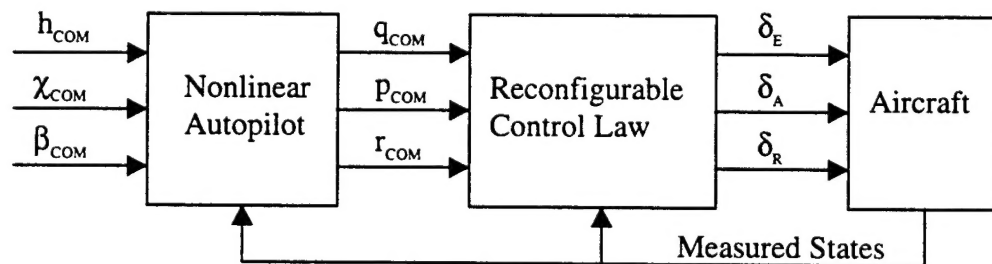 h_COM
χ_COM
β_COM
Nonlinear
Autopilot
q_COM
p_COM
r_COM
Reconfigurable
Control Law
δ_E
δ_A
δ_R
Aircraft
Measured States